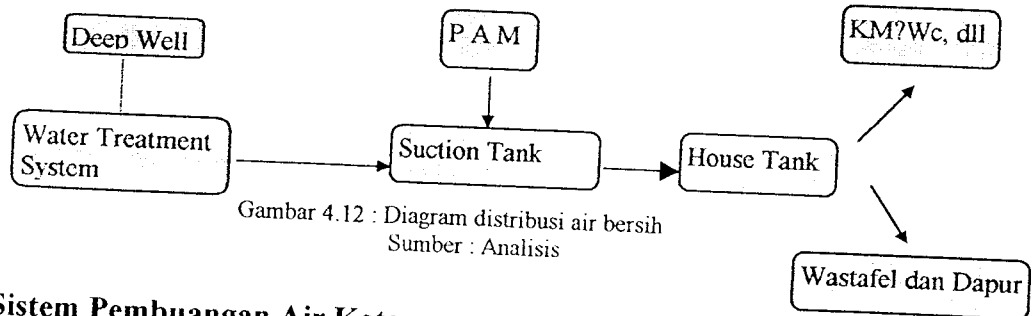 Deep Well
P A M
KM?Wc, dll
Water Treatment
System
Suction Tank
House Tank
Gambar 4.12 : Diagram distribusi air bersih
Sumber : Analisis
Wastafel dan Dapur
Sistem Pembuangan Air